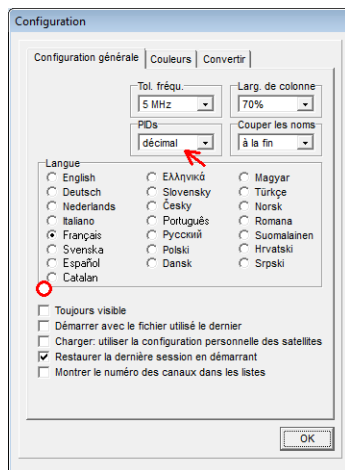 Configuration
Configuration générale Couleurs Convertir
Tol. fréqu. Larg. de colonne
5 MHz 70%
PIDs Couper les noms
décimal à la fin
Langue
English Ελληνικά Magyar
Deutsch Slovensky Türkçe
Nederlands Česky Norsk
Italiano Português Romana
Français Русский Suomalainen
Svenska Polski Hrvatski
Español Dansk Srpski
Catalan
Toujours visible
Démarrer avec le fichier utilisé le dernier
Charger: utiliser la configuration personnelle des satellites
Restaurer la dernière session en démarrant
Montrer le numéro des canaux dans les listes
OK